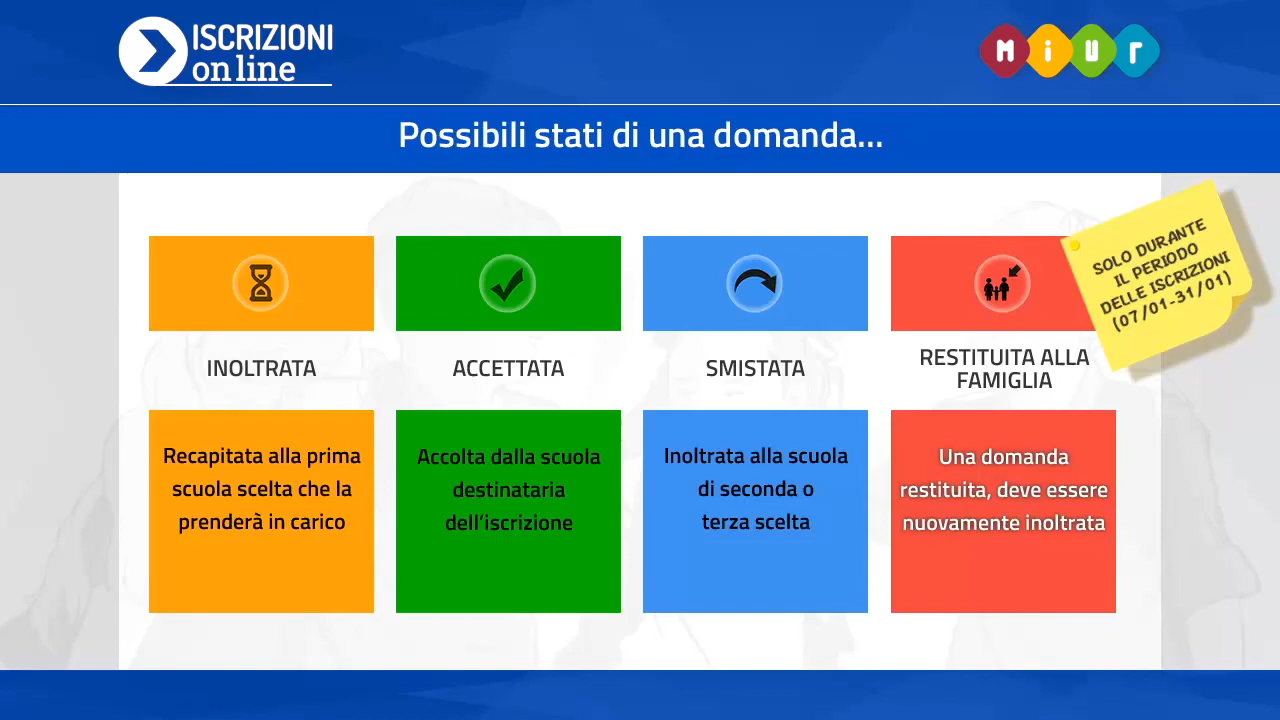 ISCRIZIONI
on line
Miur
Possibili stati di una domanda...
SOLO DURANTE
IL PERIODO
DELLE ISCRIZIONI
(07/01-31/01)
INOLTRATA
ACCETTATA
SMISTATA
RESTITUITA ALLA
FAMIGLIA
Recapitata alla prima
scuola scelta che la
prenderà in carico
Accolta dalla scuola
destinataria
dell'iscrizione
Inoltrata alla scuola
di seconda o
terza scelta
Una domanda
restituita, deve essere
nuovamente inoltrata